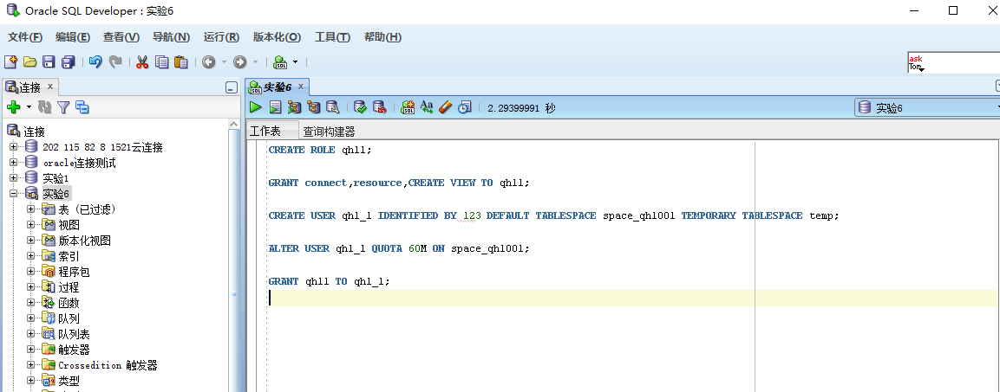 Oracle SQL Developer : 实验6
文件(F) 编辑(E) 查看(V) 导航(N) 运行(R) 版本化(O) 工具(T) 帮助(H)
ask
Tom
连接
实验6
2.29399991 秒
实验6
工作表 查询构建器
连接
202 115 82 8 1521云连接
oracle连接测试
实验1
实验6
表 (已过滤)
视图
版本化视图
索引
程序包
过程
函数
队列
队列表
触发器
Crossedition 触发器
类型
CREATE ROLE qhl1;
GRANT connect,resource,CREATE VIEW TO qhl1;
CREATE USER qhl_1 IDENTIFIED BY 123 DEFAULT TABLESPACE space_qhl001 TEMPORARY TABLESPACE temp;
ALTER USER qhl_1 QUOTA 60M ON space_qhl001;
GRANT qhl1 TO qhl_1;